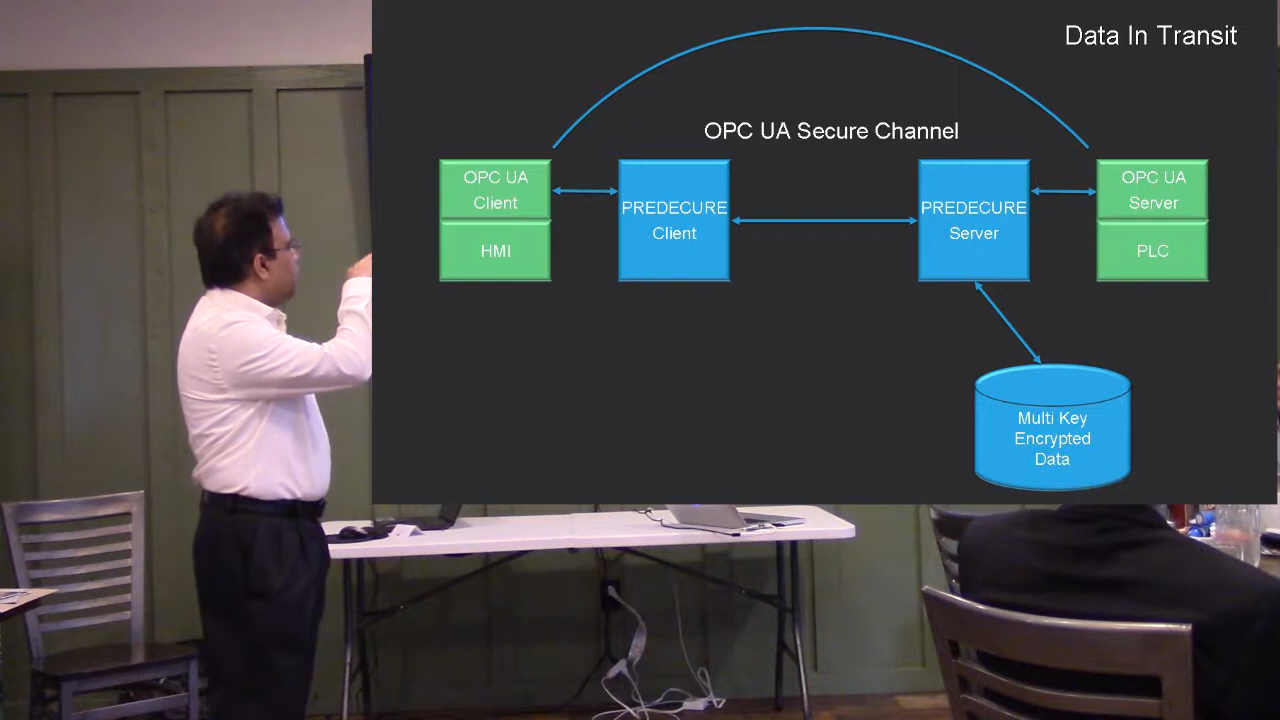 Data In Transit
OPC UA Secure Channel
OPC UA
Client
HMI
PREDECURE
Client
PREDECURE
Server
OPC UA
Server
PLC
Multi Key
Encrypted
Data